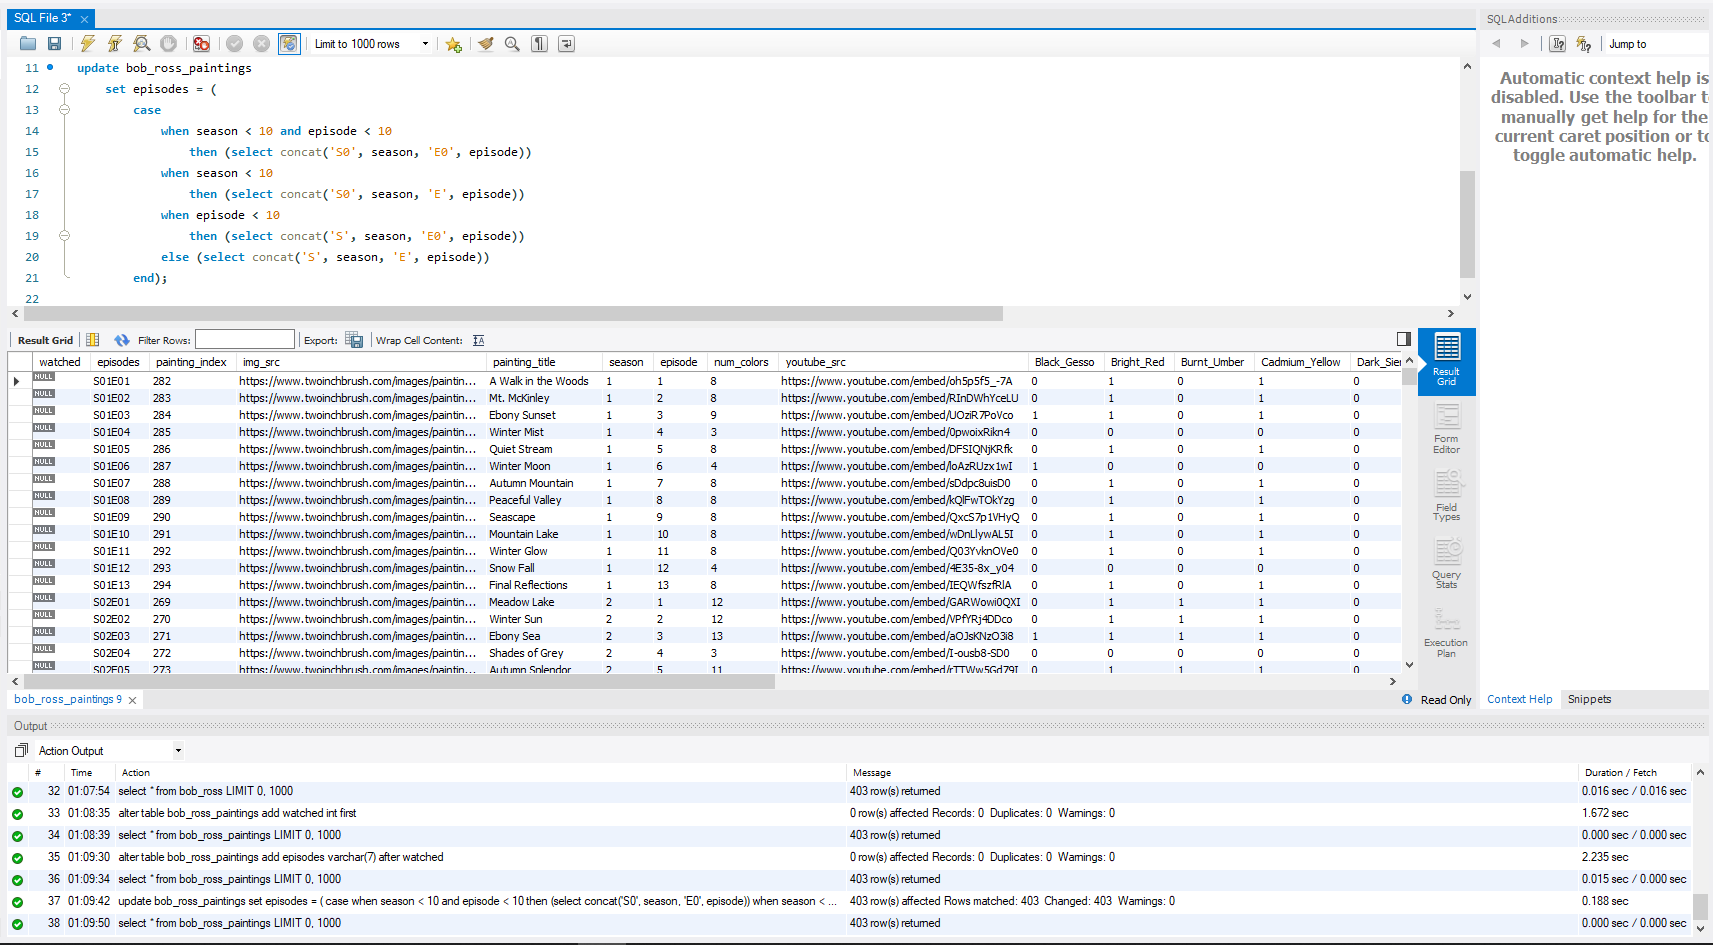 SQL File 3*
SQLAdditions
Limit to 1000 rows
Jump to
11 update bob_ross_paintings
12 set episodes = (
13 case
14 when season < 10 and episode < 10
15 then (select concat('S0', season, 'E0', episode))
16 when season < 10
17 then (select concat('S0', season, 'E', episode))
18 when episode < 10
19 then (select concat('S', season, 'E0', episode))
20 else (select concat('S', season, 'E', episode))
21 end);
22
Automatic context help is
disabled. Use the toolbar t
manually get help for the
current caret position or to
toggle automatic help.
Result Grid Filter Rows: Export: Wrap Cell Content: IA
watched episodes painting_index img_src painting_title season episode num_colors youtube_src Black_Gesso Bright_Red Burnt_Umber Cadmium_Yellow Dark_Sien
NULL S01E01 282 https://www.twoinchbrush.com/images/paintin... A Walk in the Woods 1 1 8 https://www.youtube.com/embed/oh5p5f5_-7A 0 1 0 1 0
NULL S01E02 283 https://www.twoinchbrush.com/images/paintin... Mt. McKinley 1 2 8 https://www.youtube.com/embed/RInDWhYceLU 0 1 0 1 0
NULL S01E03 284 https://www.twoinchbrush.com/images/paintin... Ebony Sunset 1 3 9 https://www.youtube.com/embed/UOziR7PoVco 1 1 0 1 0
NULL S01E04 285 https://www.twoinchbrush.com/images/paintin... Winter Mist 1 4 3 https://www.youtube.com/embed/0pwoixRikn4 0 0 0 0 0
NULL S01E05 286 https://www.twoinchbrush.com/images/paintin... Quiet Stream 1 5 8 https://www.youtube.com/embed/DFSIQNjKRfk 0 1 0 1 0
NULL S01E06 287 https://www.twoinchbrush.com/images/paintin... Winter Moon 1 6 4 https://www.youtube.com/embed/loAzRUzx1wI 1 0 0 0 0
NULL S01E07 288 https://www.twoinchbrush.com/images/paintin... Autumn Mountain 1 7 8 https://www.youtube.com/embed/sDdpc8uisD0 0 1 0 1 0
NULL S01E08 289 https://www.twoinchbrush.com/images/paintin... Peaceful Valley 1 8 8 https://www.youtube.com/embed/kQlFwTOkYzg 0 1 0 1 0
NULL S01E09 290 https://www.twoinchbrush.com/images/paintin... Seascape 1 9 8 https://www.youtube.com/embed/QxcS7p1VHyQ 0 1 0 1 0
NULL S01E10 291 https://www.twoinchbrush.com/images/paintin... Mountain Lake 1 10 8 https://www.youtube.com/embed/wDnLlywAL5I 0 1 0 1 0
NULL S01E11 292 https://www.twoinchbrush.com/images/paintin... Winter Glow 1 11 8 https://www.youtube.com/embed/Q03YvknOVe0 0 1 0 1 0
NULL S01E12 293 https://www.twoinchbrush.com/images/paintin... Snow Fall 1 12 4 https://www.youtube.com/embed/4E35-8x_y04 0 0 0 0 0
NULL S01E13 294 https://www.twoinchbrush.com/images/paintin... Final Reflections 1 13 8 https://www.youtube.com/embed/IEQWfszfRlA 0 1 0 1 0
NULL S02E01 269 https://www.twoinchbrush.com/images/paintin... Meadow Lake 2 1 12 https://www.youtube.com/embed/GARWowi0QXI 0 1 1 1 0
NULL S02E02 270 https://www.twoinchbrush.com/images/paintin... Winter Sun 2 2 12 https://www.youtube.com/embed/VPfYRj4DDco 0 1 1 1 0
NULL S02E03 271 https://www.twoinchbrush.com/images/paintin... Ebony Sea 2 3 13 https://www.youtube.com/embed/aOJsKNzO3i8 1 1 1 1 0
NULL S02E04 272 https://www.twoinchbrush.com/images/paintin... Shades of Grey 2 4 3 https://www.youtube.com/embed/I-ousb8-SD0 0 0 0 0 0
NULL S02E05 273 https://www.twoinchbrush.com/images/paintin... Autumn Splendor 2 5 11 https://www.youtube.com/embed/rTTWw5Gd79I 0 1 1 1 0
Result
Grid
Form
Editor
Field
Types
Query
Stats
Execution
Plan
bob_ross_paintings 9
Read Only
Context Help Snippets
Output
Action Output
# Time Action Message Duration / Fetch
32 01:07:54 select * from bob_ross LIMIT 0, 1000 403 row(s) returned 0.016 sec / 0.016 sec
33 01:08:35 alter table bob_ross_paintings add watched int first 0 row(s) affected Records: 0 Duplicates: 0 Warnings: 0 1.672 sec
34 01:08:39 select * from bob_ross_paintings LIMIT 0, 1000 403 row(s) returned 0.000 sec / 0.000 sec
35 01:09:30 alter table bob_ross_paintings add episodes varchar(7) after watched 0 row(s) affected Records: 0 Duplicates: 0 Warnings: 0 2.235 sec
36 01:09:34 select * from bob_ross_paintings LIMIT 0, 1000 403 row(s) returned 0.015 sec / 0.000 sec
37 01:09:42 update bob_ross_paintings set episodes = ( case when season < 10 and episode < 10 then (select concat('S0', season, 'E0', episode)) when season < ... 403 row(s) affected Rows matched: 403 Changed: 403 Warnings: 0 0.188 sec
38 01:09:50 select * from bob_ross_paintings LIMIT 0, 1000 403 row(s) returned 0.000 sec / 0.000 sec